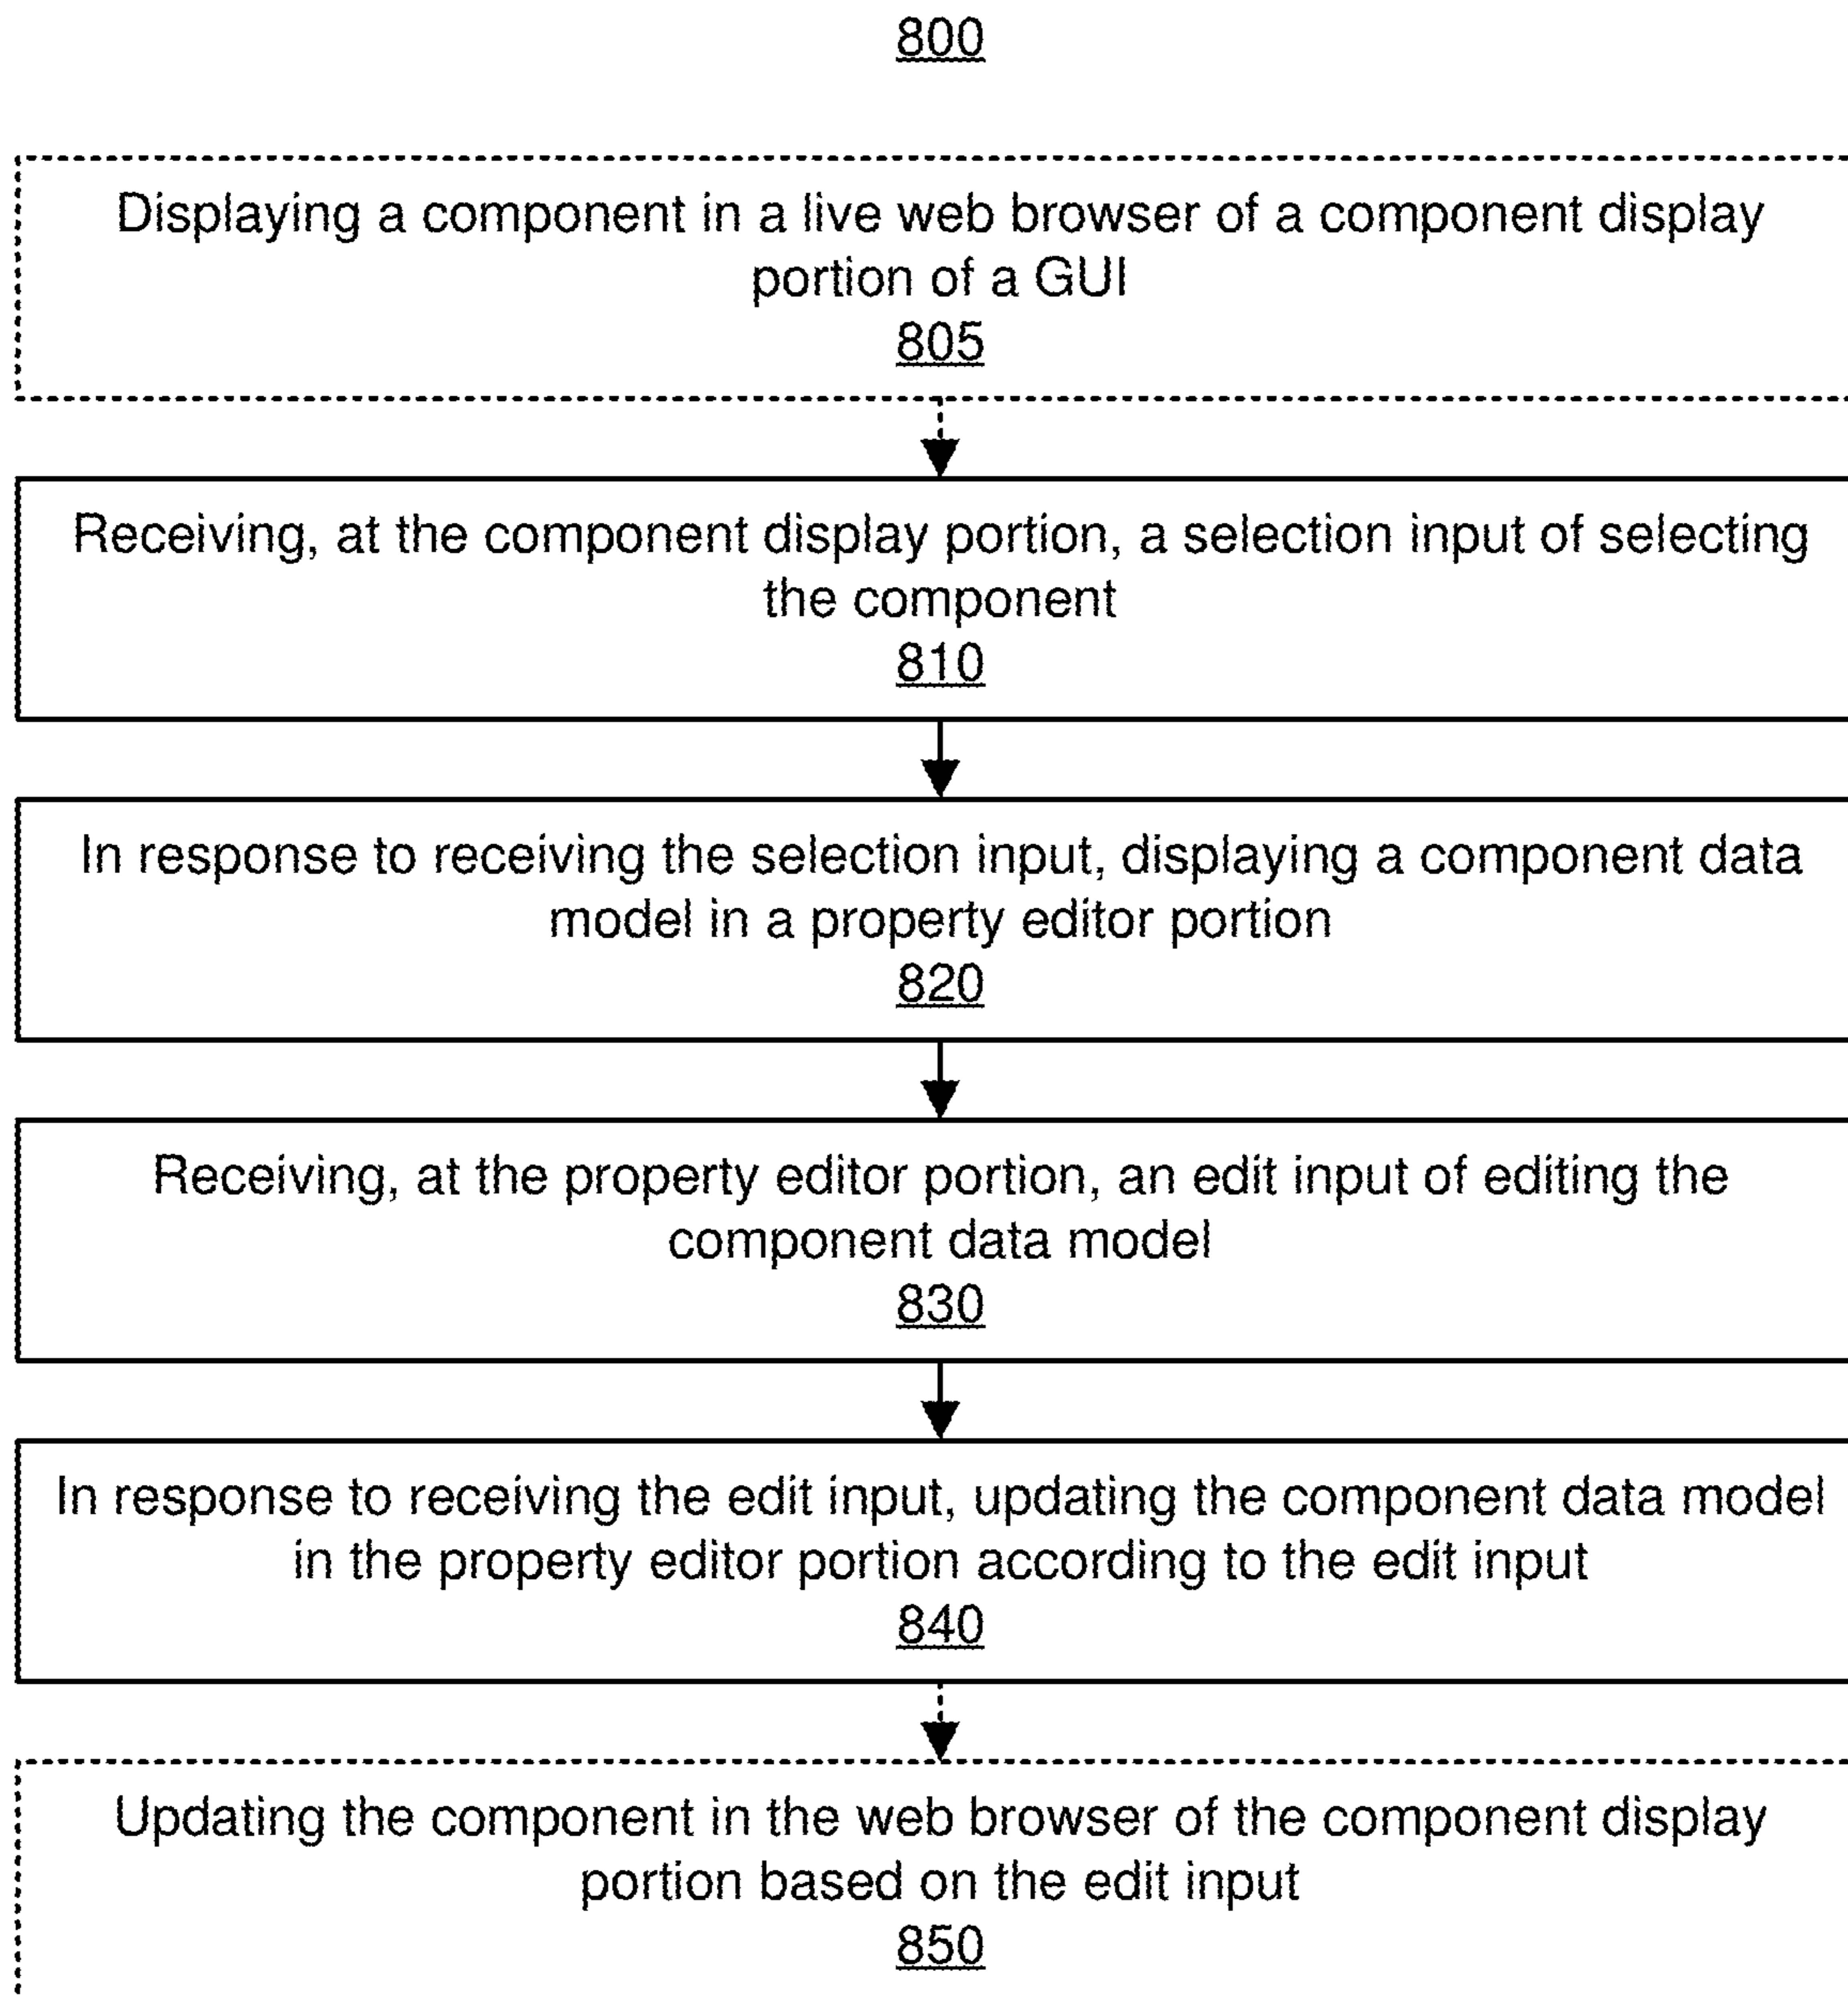 800
Displaying a component in a live web browser of a component display
portion of a GUI
805
Receiving, at the component display portion, a selection input of selecting
the component
810
In response to receiving the selection input, displaying a component data
model in a property editor portion
820
Receiving, at the property editor portion, an edit input of editing the
component data model
830
In response to receiving the edit input, updating the component data model
in the property editor portion according to the edit input
840
Updating the component in the web browser of the component display
portion based on the edit input
850